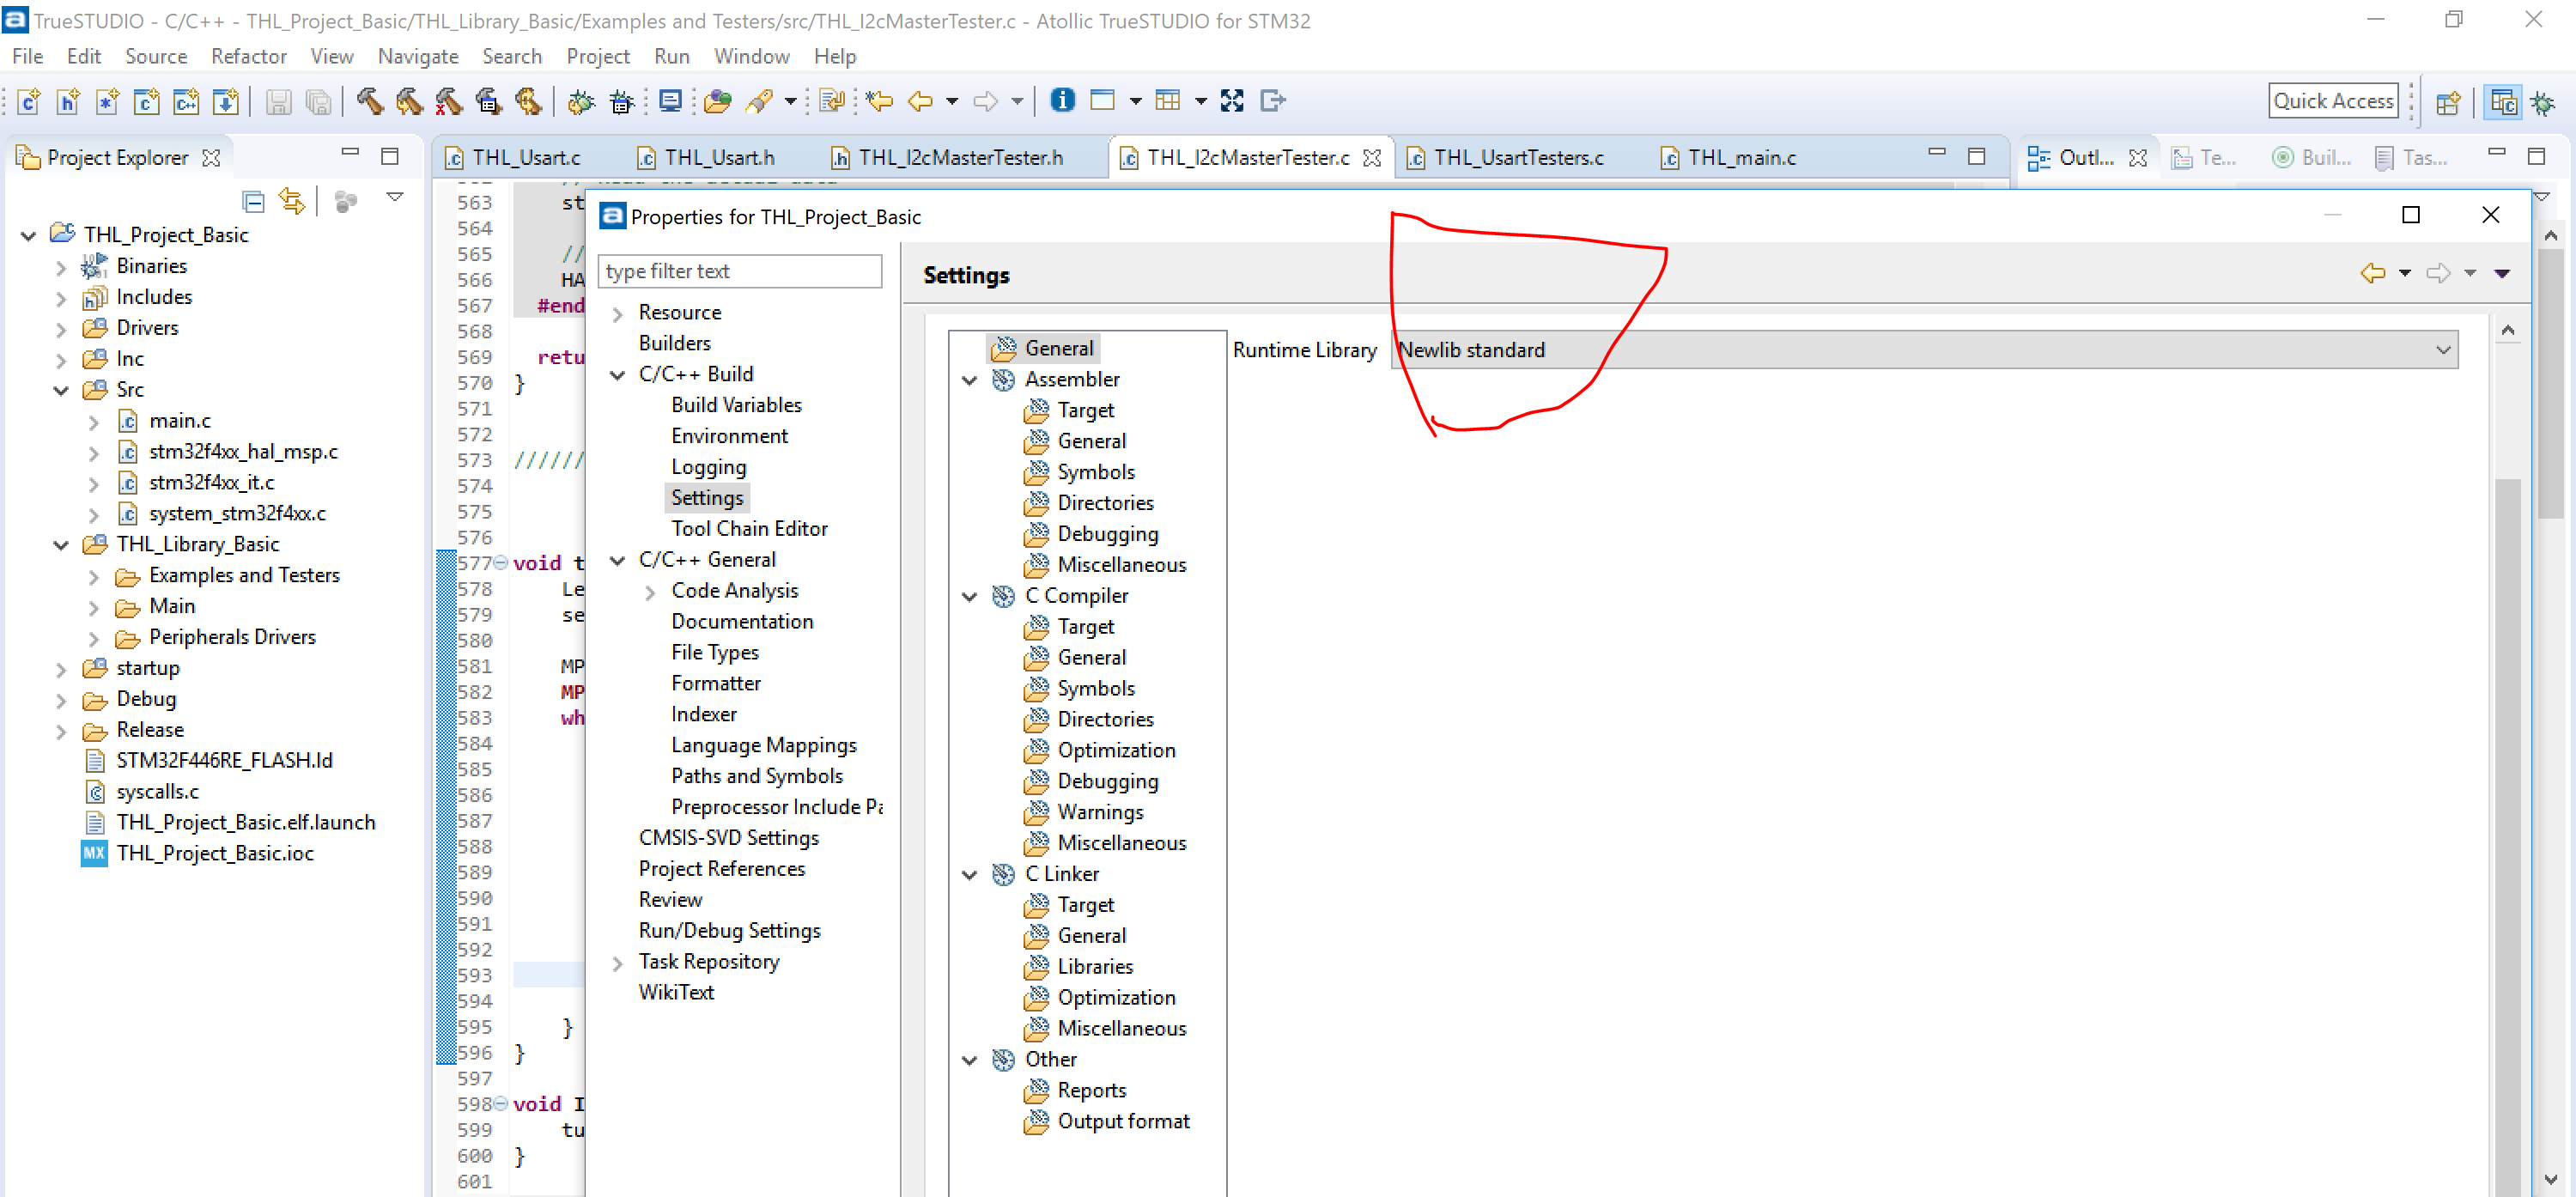 TrueSTUDIO - C/C++ - THL_Project_Basic/THL_Library_Basic/Examples and Testers/src/THL_I2cMasterTester.c - Atollic TrueSTUDIO for STM32
File Edit Source Refactor View Navigate Search Project Run Window Help
Quick Access
Project Explorer
THL_Usart.c THL_Usart.h THL_I2cMasterTester.h THL_I2cMasterTester.c THL_UsartTesters.c THL_main.c
Outl... Te... Buil... Tas...
THL_Project_Basic
Binaries
Includes
Drivers
Inc
Src
main.c
stm32f4xx_hal_msp.c
stm32f4xx_it.c
system_stm32f4xx.c
THL_Library_Basic
Examples and Testers
Main
Peripherals Drivers
startup
Debug
Release
STM32F446RE_FLASH.ld
syscalls.c
THL_Project_Basic.elf.launch
MX THL_Project_Basic.ioc
563 st
564
565 //
566 HA
567 #end
568
569 retu
570 }
571
572
573 //////
574
575
576
577 void t
578 Le
579 se
580
581 MP
582 MP
583 wh
584
585
586
587
588
589
590
591
592
593
594
595 }
596 }
597
598 void I
599 tu
600 }
601
Properties for THL_Project_Basic
type filter text
Resource
Builders
C/C++ Build
Build Variables
Environment
Logging
Settings
Tool Chain Editor
C/C++ General
Code Analysis
Documentation
File Types
Formatter
Indexer
Language Mappings
Paths and Symbols
Preprocessor Include Pa
CMSIS-SVD Settings
Project References
Review
Run/Debug Settings
Task Repository
WikiText
Settings
General
Assembler
Target
General
Symbols
Directories
Debugging
Miscellaneous
C Compiler
Target
General
Symbols
Directories
Optimization
Debugging
Warnings
Miscellaneous
C Linker
Target
General
Libraries
Optimization
Miscellaneous
Other
Reports
Output format
Runtime Library Newlib standard